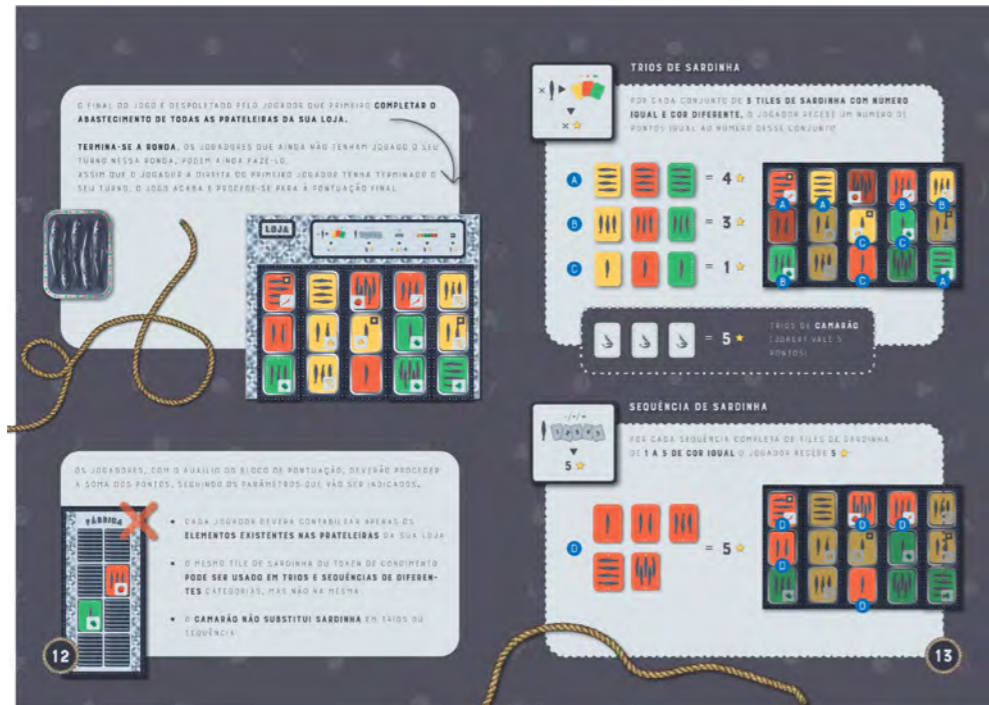 O FINAL DO JOGO É DESPOLETADO PELO JOGADOR QUE PRIMEIRO COMPLETAR O
ABASTECIMENTO DE TODAS AS PRATELEIRAS DA SUA LOJA.
TERMINA-SE A RONDA, OS JOGADORES QUE AINDA NÃO TENHAM JOGADO O SEU
TURNO NESSA RONDA, PODEM AINDA FAZÊ-LO.
ASSIM QUE O JOGADOR À DIREITA DO PRIMEIRO JOGADOR TENHA TERMINADO O
SEU TURNO, O JOGO ACABA E PROCEDE-SE PARA A PONTUAÇÃO FINAL
LOJA
OS JOGADORES, COM O AUXÍLIO DO BLOCO DE PONTUAÇÃO, DEVERÃO PROCEDER
À SOMA DOS PONTOS, SEGUINDO OS PARÂMETROS QUE VÃO SER INDICADOS.
FÁBRICA
• CADA JOGADOR DEVERÁ CONTABILIZAR APENAS OS
ELEMENTOS EXISTENTES NAS PRATELEIRAS DA SUA LOJA
• O MESMO TILE DE SARDINHA OU TOKEN DE CONDIMENTO
PODE SER USADO EM TRIOS E SEQUÊNCIAS DE DIFEREN-
TES CATEGORIAS, MAS NÃO NA MESMA
• O CAMARÃO NÃO SUBSTITUI SARDINHA EM TRIOS OU
SEQUÊNCIA
12
TRIOS DE SARDINHA
POR CADA CONJUNTO DE 3 TILES DE SARDINHA COM NÚMERO
IGUAL E COR DIFERENTE, O JOGADOR RECEBE UM NÚMERO DE
PONTOS IGUAL AO NÚMERO DESSE CONJUNTO
A = 4
B = 3
C = 1
A A B B
C C
B C A
= 5
TRIOS DE CAMARÃO
(JOKER) VALE 5
PONTOS)
SEQUÊNCIA DE SARDINHA
1 2 3 4 5
5
POR CADA SEQUÊNCIA COMPLETA DE TILES DE SARDINHA
DE 1 A 5 DE COR IGUAL O JOGADOR RECEBE 5
D = 5
D D D
D
D
13